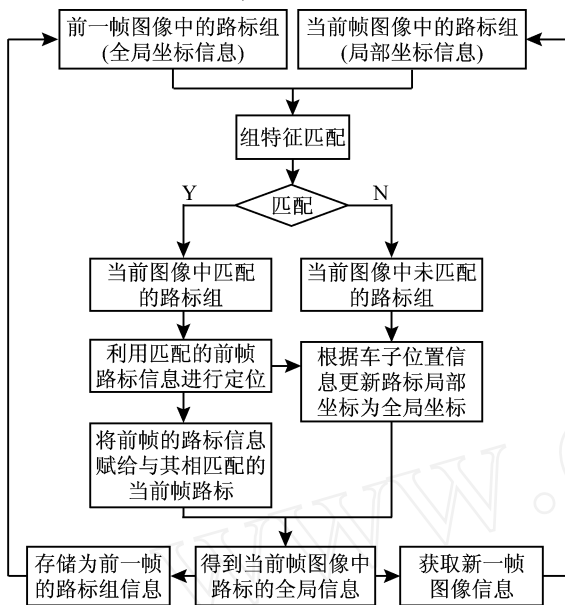 前一帧图像中的路标组
(全局坐标信息)
当前帧图像中的路标组
(局部坐标信息)
组特征匹配
Y
匹配
N
当前图像中匹配
的路标组
当前图像中未匹配
的路标组
利用匹配的前帧
路标信息进行定位
根据车子位置信
息更新路标局部
坐标为全局坐标
将前帧的路标信息
赋给与其相匹配的
当前帧路标
存储为前一帧
的路标组信息
得到当前帧图像中
路标的全局信息
获取新一帧
图像信息